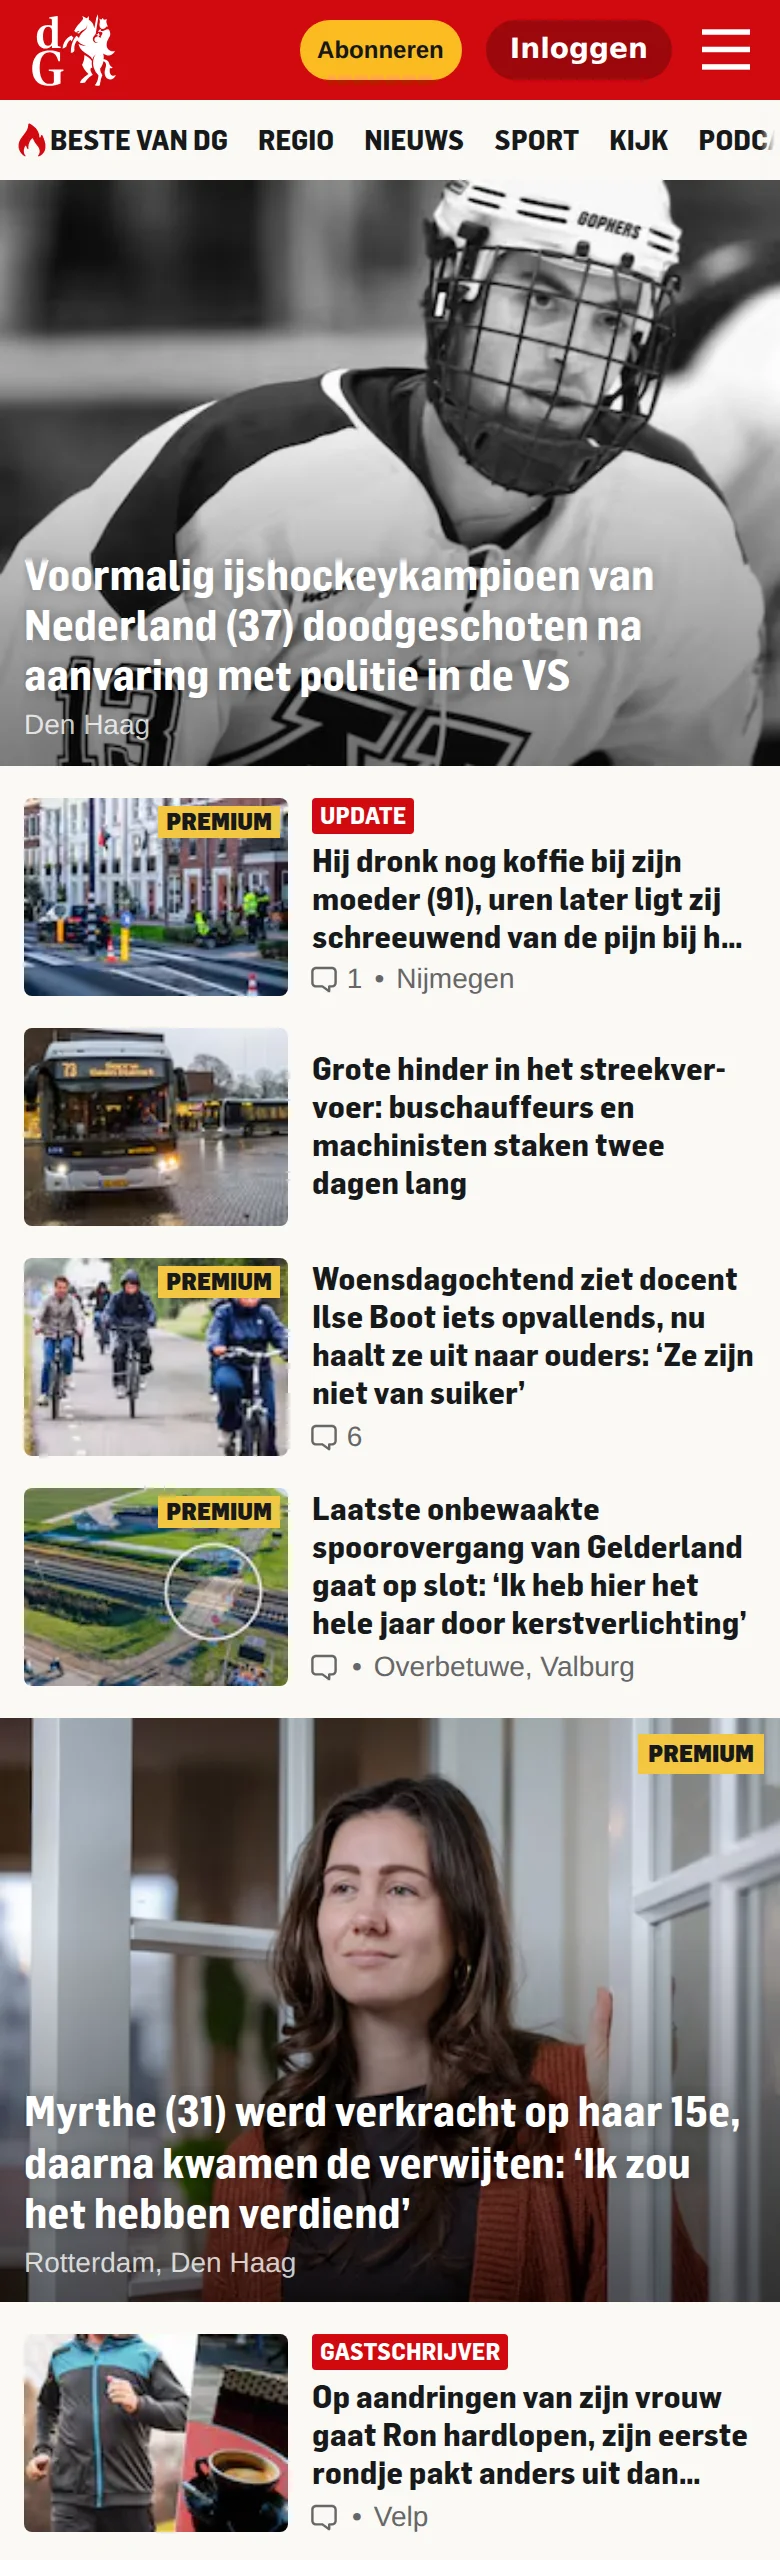 dG
Abonneren
Inloggen
BESTE VAN DG REGIO NIEUWS SPORT KIJK PODCA
GOPHERS
Voormalig ijshockeykampioen van
Nederland (37) doodgeschoten na
aanvaring met politie in de VS
Den Haag
PREMIUM
UPDATE
Hij dronk nog koffie bij zijn
moeder (91), uren later ligt zij
schreeuwend van de pijn bij h...
1 • Nijmegen
73
Grote hinder in het streekver-
voer: buschauffeurs en
machinisten staken twee
dagen lang
PREMIUM
Woensdagochtend ziet docent
Ilse Boot iets opvallends, nu
haalt ze uit naar ouders: ‘Ze zijn
niet van suiker’
6
PREMIUM
Laatste onbewaakte
spoorovergang van Gelderland
gaat op slot: ‘Ik heb hier het
hele jaar door kerstverlichting’
• Overbetuwe, Valburg
PREMIUM
Myrthe (31) werd verkracht op haar 15e,
daarna kwamen de verwijten: ‘Ik zou
het hebben verdiend’
Rotterdam, Den Haag
GASTSCHRIJVER
Op aandringen van zijn vrouw
gaat Ron hardlopen, zijn eerste
rondje pakt anders uit dan...
• Velp